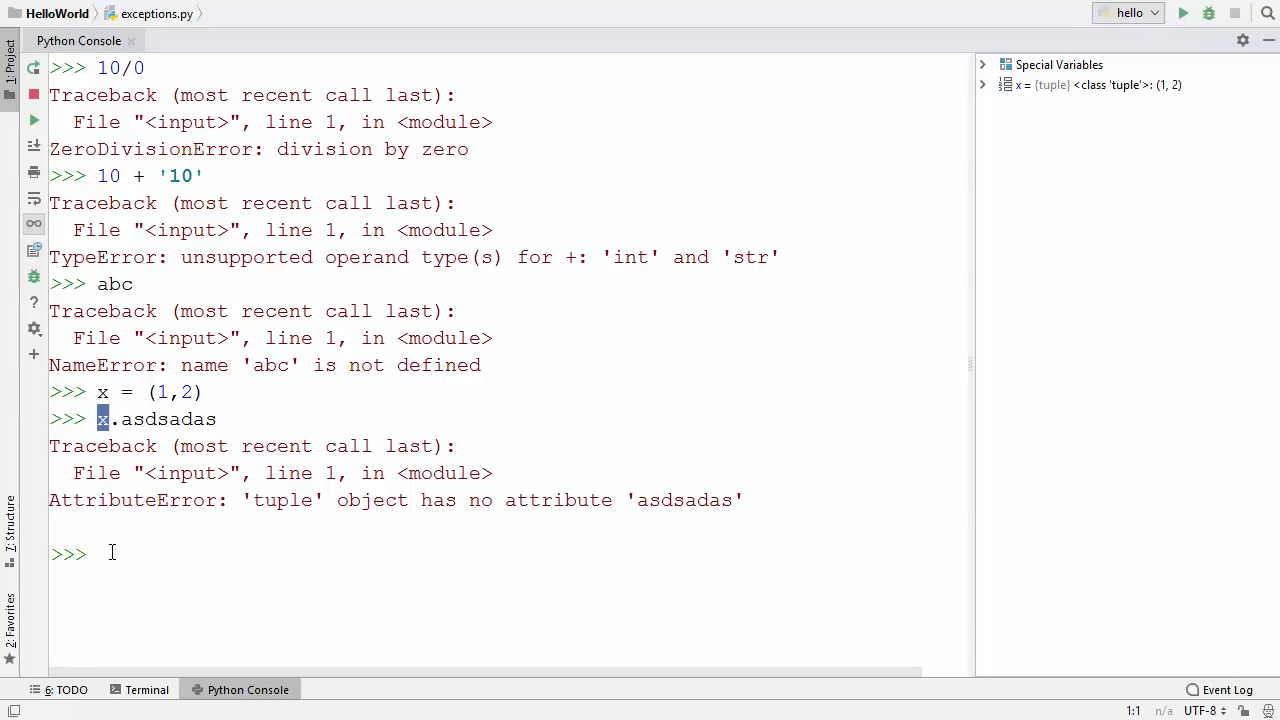 HelloWorld exceptions.py hello
1: Project
Python Console
>>> 10/0
Traceback (most recent call last):
File "<input>", line 1, in <module>
ZeroDivisionError: division by zero
>>> 10 + '10'
Traceback (most recent call last):
File "<input>", line 1, in <module>
TypeError: unsupported operand type(s) for +: 'int' and 'str'
>>> abc
Traceback (most recent call last):
File "<input>", line 1, in <module>
NameError: name 'abc' is not defined
>>> x = (1,2)
>>> x.asdsadas
Traceback (most recent call last):
File "<input>", line 1, in <module>
AttributeError: 'tuple' object has no attribute 'asdsadas'
>>>
Special Variables
x = {tuple} <class 'tuple'>: (1, 2)
7: Structure
2: Favorites
6: TODO Terminal Python Console Event Log
1:1 n/a UTF-8